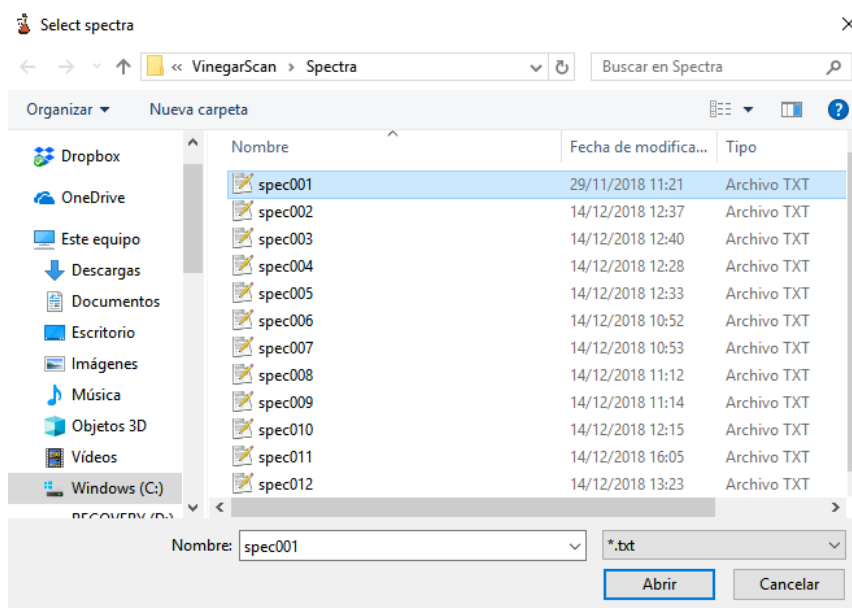 Select spectra
« VinegarScan › Spectra
Buscar en Spectra
Organizar
Nueva carpeta
Nombre
Fecha de modifica...
Tipo
Dropbox
OneDrive
Este equipo
Descargas
Documentos
Escritorio
Imágenes
Música
Objetos 3D
Vídeos
Windows (C:)
RECOVERY (D:)
spec001 29/11/2018 11:21 Archivo TXT
spec002 14/12/2018 12:37 Archivo TXT
spec003 14/12/2018 12:40 Archivo TXT
spec004 14/12/2018 12:28 Archivo TXT
spec005 14/12/2018 12:33 Archivo TXT
spec006 14/12/2018 10:52 Archivo TXT
spec007 14/12/2018 10:53 Archivo TXT
spec008 14/12/2018 11:12 Archivo TXT
spec009 14/12/2018 11:14 Archivo TXT
spec010 14/12/2018 12:15 Archivo TXT
spec011 14/12/2018 16:05 Archivo TXT
spec012 14/12/2018 13:23 Archivo TXT
Nombre: spec001
*.txt
Abrir
Cancelar